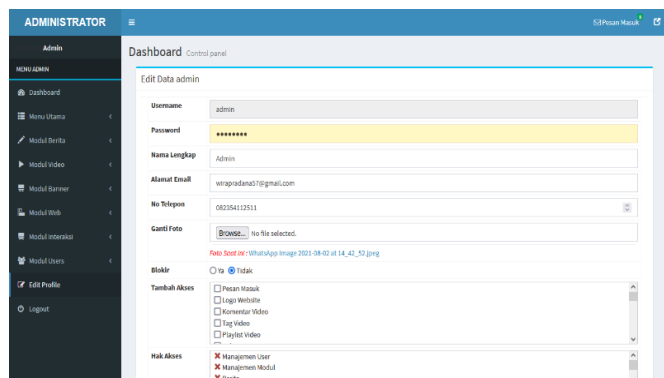 ADMINISTRATOR
Pesan Masuk
Admin
Dashboard Control panel
MENU ADMIN
Edit Data admin
Dashboard
Menu Utama
Modul Berita
Modul Video
Modul Banner
Modul Web
Modul Interaksi
Modul Users
Edit Profile
Logout
Username admin
Password
Nama Lengkap Admin
Alamat Email wirapradana57@gmail.com
No Telepon 082354112511
Ganti Foto Browse... No file selected.
Foto Saat ini : WhatsApp Image 2021-08-02 at 14_42_52.jpeg
Blokir Ya Tidak
Tambah Akses Pesan Masuk
Logo Website
Komentar Video
Tag Video
Playlist Video
Hak Akses Manajemen User
Manajemen Modul